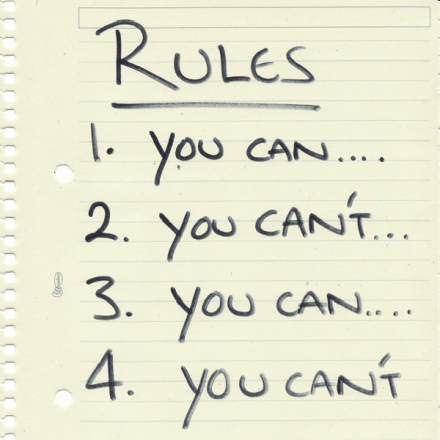 RULES
1. YOU CAN....
2. YOU CAN'T...
3. YOU CAN....
4. YOU CAN'T